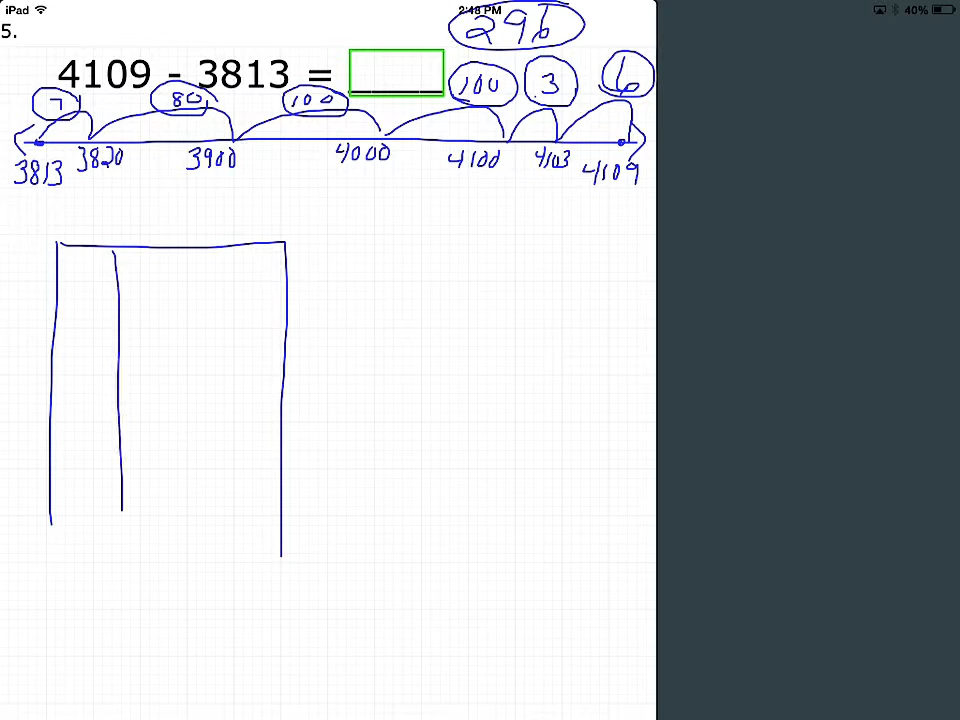 iPad 2:48 PM 40%
5.
296
4109 - 3813 = _____
7 80 100 100 3 6
3813 3820 3900 4000 4100 4103 4109